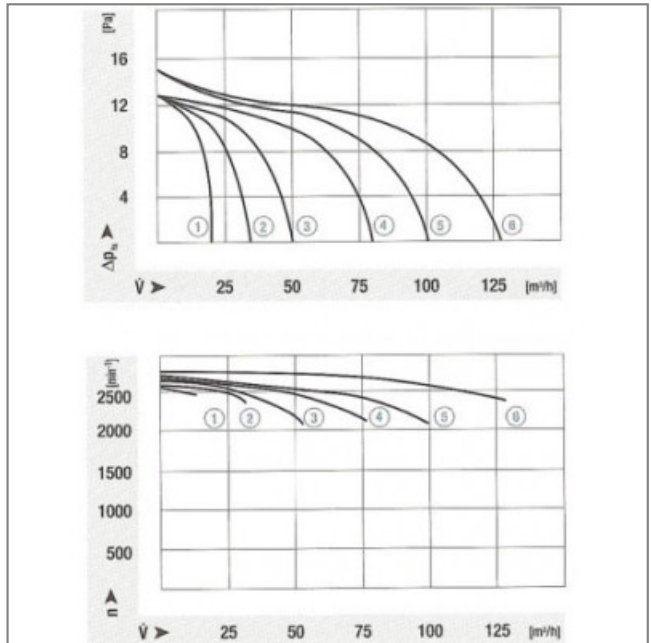 [Pa]
16
12
8
4
Δpfa ➤
① ② ③ ④ ⑤ ⑥
V̇ ➤ 25 50 75 100 125 [m³/h]
[min⁻¹]
2500
2000
1500
1000
500
n ➤
① ② ③ ④ ⑤ ⑥
V̇ ➤ 25 50 75 100 125 [m³/h]